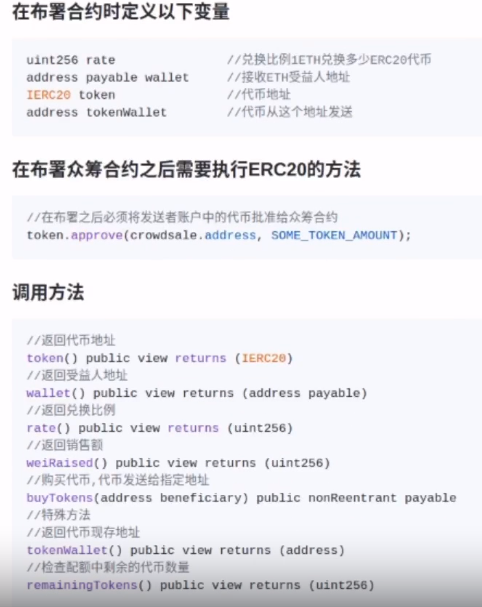 在布署合约时定义以下变量
uint256 rate //兑换比例1ETH兑换多少ERC20代币
address payable wallet //接收ETH受益人地址
IERC20 token //代币地址
address tokenWallet //代币从这个地址发送
在布署众筹合约之后需要执行ERC20的方法
//在布署之后必须将发送者账户中的代币批准给众筹合约
token.approve(crowdsale.address, SOME_TOKEN_AMOUNT);
调用方法
//返回代币地址
token() public view returns (IERC20)
//返回受益人地址
wallet() public view returns (address payable)
//返回兑换比例
rate() public view returns (uint256)
//返回销售额
weiRaised() public view returns (uint256)
//购买代币,代币发送给指定地址
buyTokens(address beneficiary) public nonReentrant payable
//特殊方法
//返回代币现存地址
tokenWallet() public view returns (address)
//检查配额中剩余的代币数量
remainingTokens() public view returns (uint256)